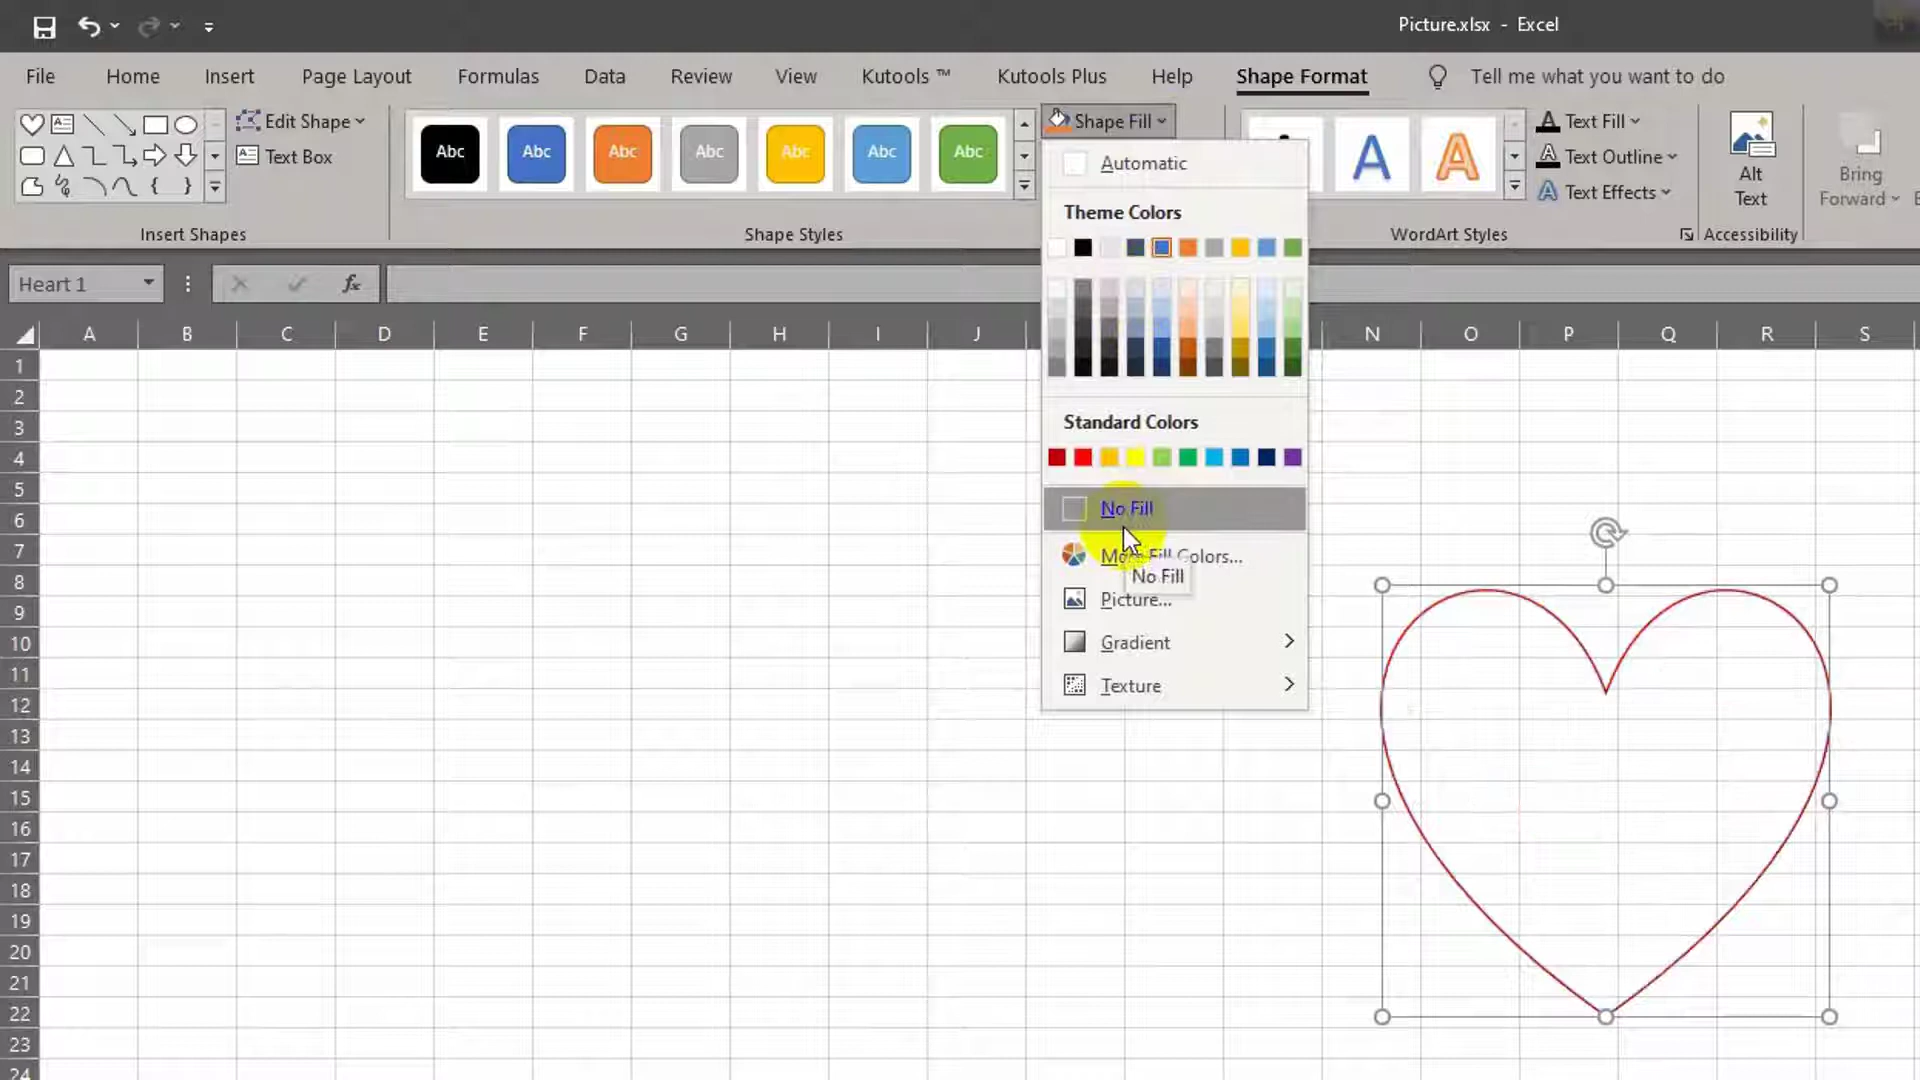 Picture.xlsx - Excel
File Home Insert Page Layout Formulas Data Review View Kutools ™ Kutools Plus Help Shape Format Tell me what you want to do
Edit Shape
Text Box
Insert Shapes
Abc Abc Abc Abc Abc Abc Abc
Shape Styles
Shape Fill
Automatic
Theme Colors
Standard Colors
No Fill
More Fill Colors...
No Fill
Picture...
Gradient
Texture
A A
WordArt Styles
A Text Fill
A Text Outline
A Text Effects
Alt
Text
Accessibility
Bring
Forward
Heart 1
fx
A B C D E F G H I J N O P Q R S
1
2
3
4
5
6
7
8
9
10
11
12
13
14
15
16
17
18
19
20
21
22
23
24